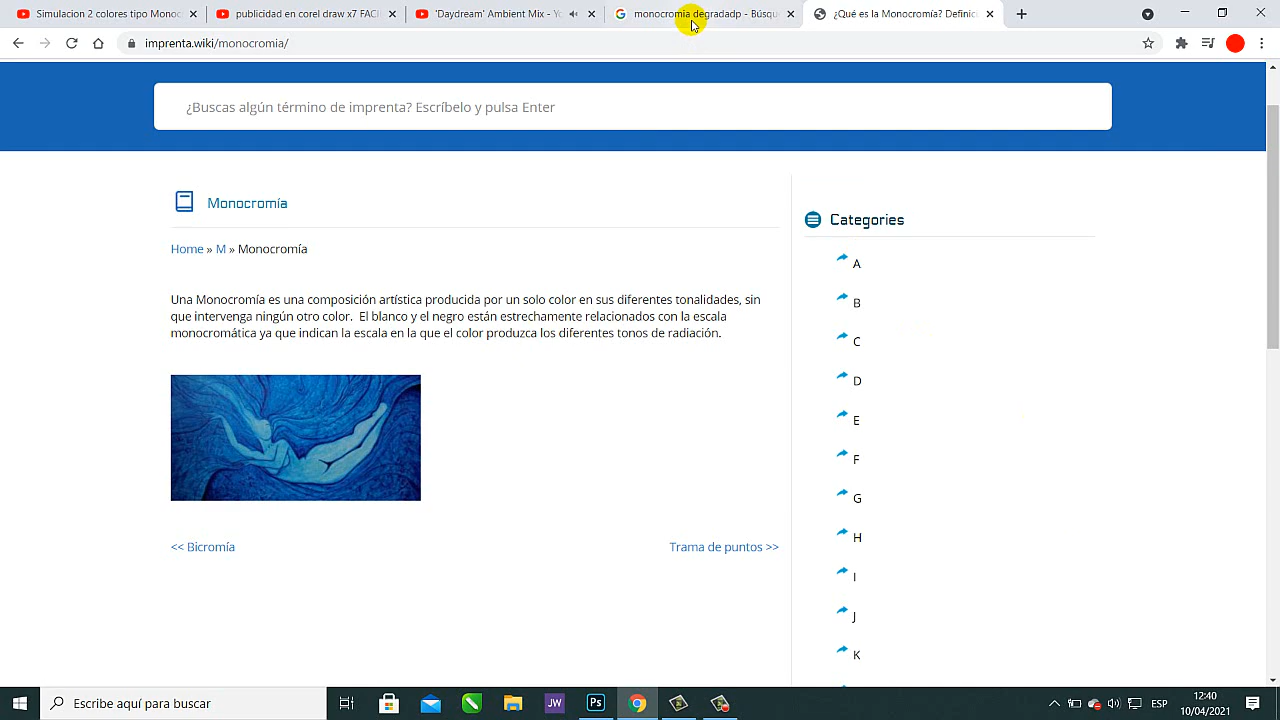 Simulacion 2 colores tipo Monoc
publicidad en corel draw x7 FACI
'Daydream' Ambient Mix - Yo
monocromia degradadp - Búsqu
¿Qué es la Monocromía? Definic
imprenta.wiki/monocromia/
¿Buscas algún término de imprenta? Escríbelo y pulsa Enter
Monocromía
Home » M » Monocromía
Una Monocromía es una composición artística producida por un solo color en sus diferentes tonalidades, sin
que intervenga ningún otro color. El blanco y el negro están estrechamente relacionados con la escala
monocromática ya que indican la escala en la que el color produzca los diferentes tonos de radiación.
<< Bicromía
Trama de puntos >>
Categories
A
B
C
D
E
F
G
H
I
J
K
Escribe aquí para buscar
JW
Ps
ESP
12:40
10/04/2021